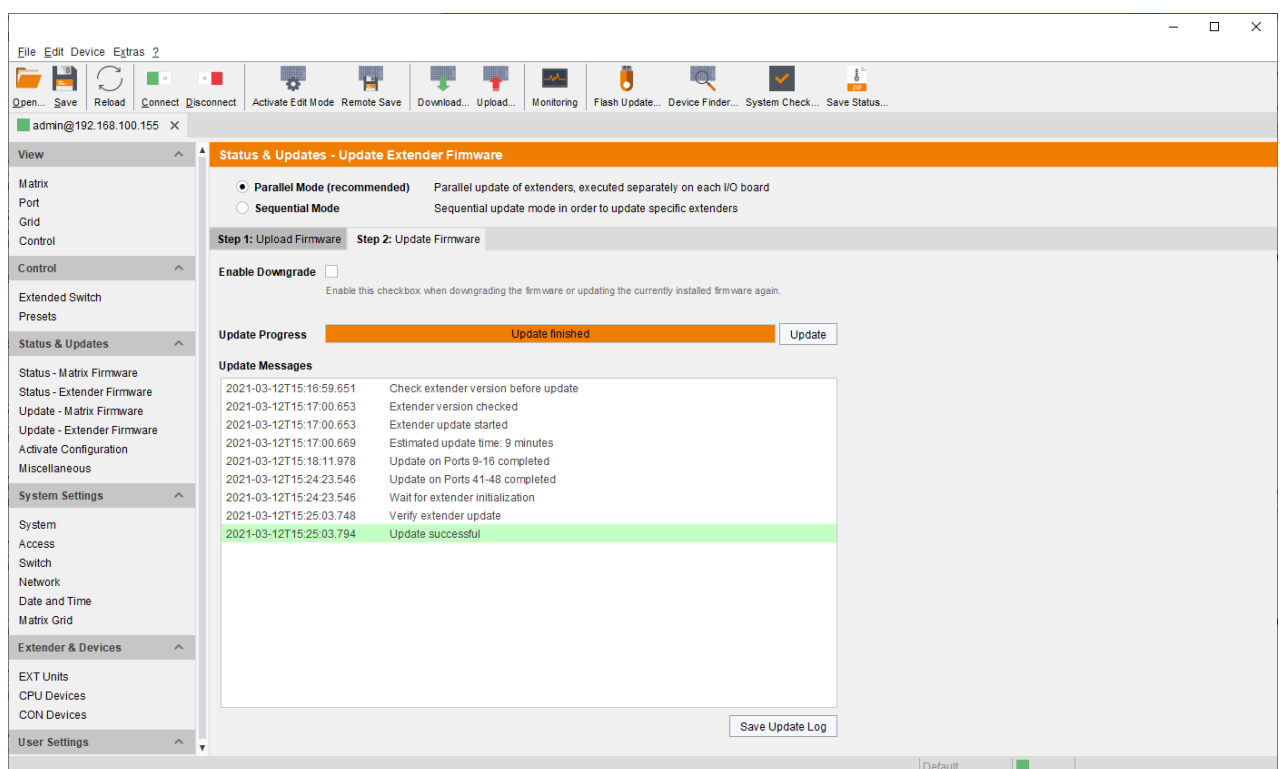 File Edit Device Extras ?
Open... Save Reload Connect Disconnect Activate Edit Mode Remote Save Download... Upload... Monitoring Flash Update... Device Finder... System Check... Save Status...
ZIP
admin@192.168.100.155
View
Matrix
Port
Grid
Control
Control
Extended Switch
Presets
Status & Updates
Status - Matrix Firmware
Status - Extender Firmware
Update - Matrix Firmware
Update - Extender Firmware
Activate Configuration
Miscellaneous
System Settings
System
Access
Switch
Network
Date and Time
Matrix Grid
Extender & Devices
EXT Units
CPU Devices
CON Devices
User Settings
Status & Updates - Update Extender Firmware
Parallel Mode (recommended) Parallel update of extenders, executed separately on each I/O board
Sequential Mode Sequential update mode in order to update specific extenders
Step 1: Upload Firmware Step 2: Update Firmware
Enable Downgrade
Enable this checkbox when downgrading the firmware or updating the currently installed firmware again.
Update Progress Update finished Update
Update Messages
2021-03-12T15:16:59.651 Check extender version before update
2021-03-12T15:17:00.653 Extender version checked
2021-03-12T15:17:00.653 Extender update started
2021-03-12T15:17:00.669 Estimated update time: 9 minutes
2021-03-12T15:18:11.978 Update on Ports 9-16 completed
2021-03-12T15:24:23.546 Update on Ports 41-48 completed
2021-03-12T15:24:23.546 Wait for extender initialization
2021-03-12T15:25:03.748 Verify extender update
2021-03-12T15:25:03.794 Update successful
Save Update Log
Default